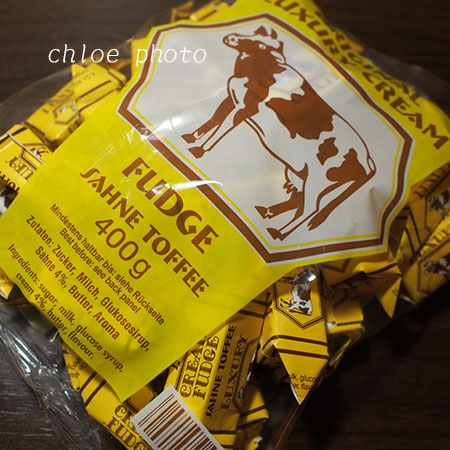 chloe photo
LUXURY CREAM
FUDGE
SAHNE TOFFEE
400g
Mindestens haltbar bis: siehe Rückseite
Best before: see back panel
Zutaten: Zucker, Milch, Glukosesirup,
Sahne 4%, Butter, Aroma
Ingredients: sugar, milk, glucose syrup,
cream 4%, butter, flavour.
CREAM
FUDGE
SAHNE TOFFEE
LUXURY